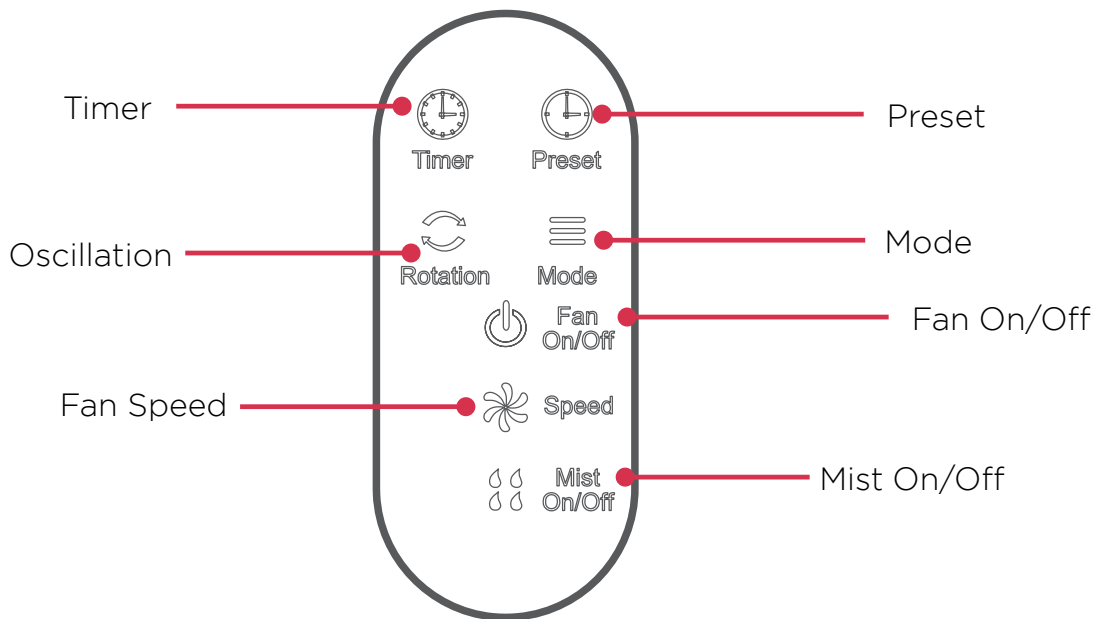 Timer
Preset
Timer
Preset
Oscillation
Mode
Rotation
Mode
Fan
On/Off
Fan On/Off
Fan Speed
Speed
Mist
On/Off
Mist On/Off